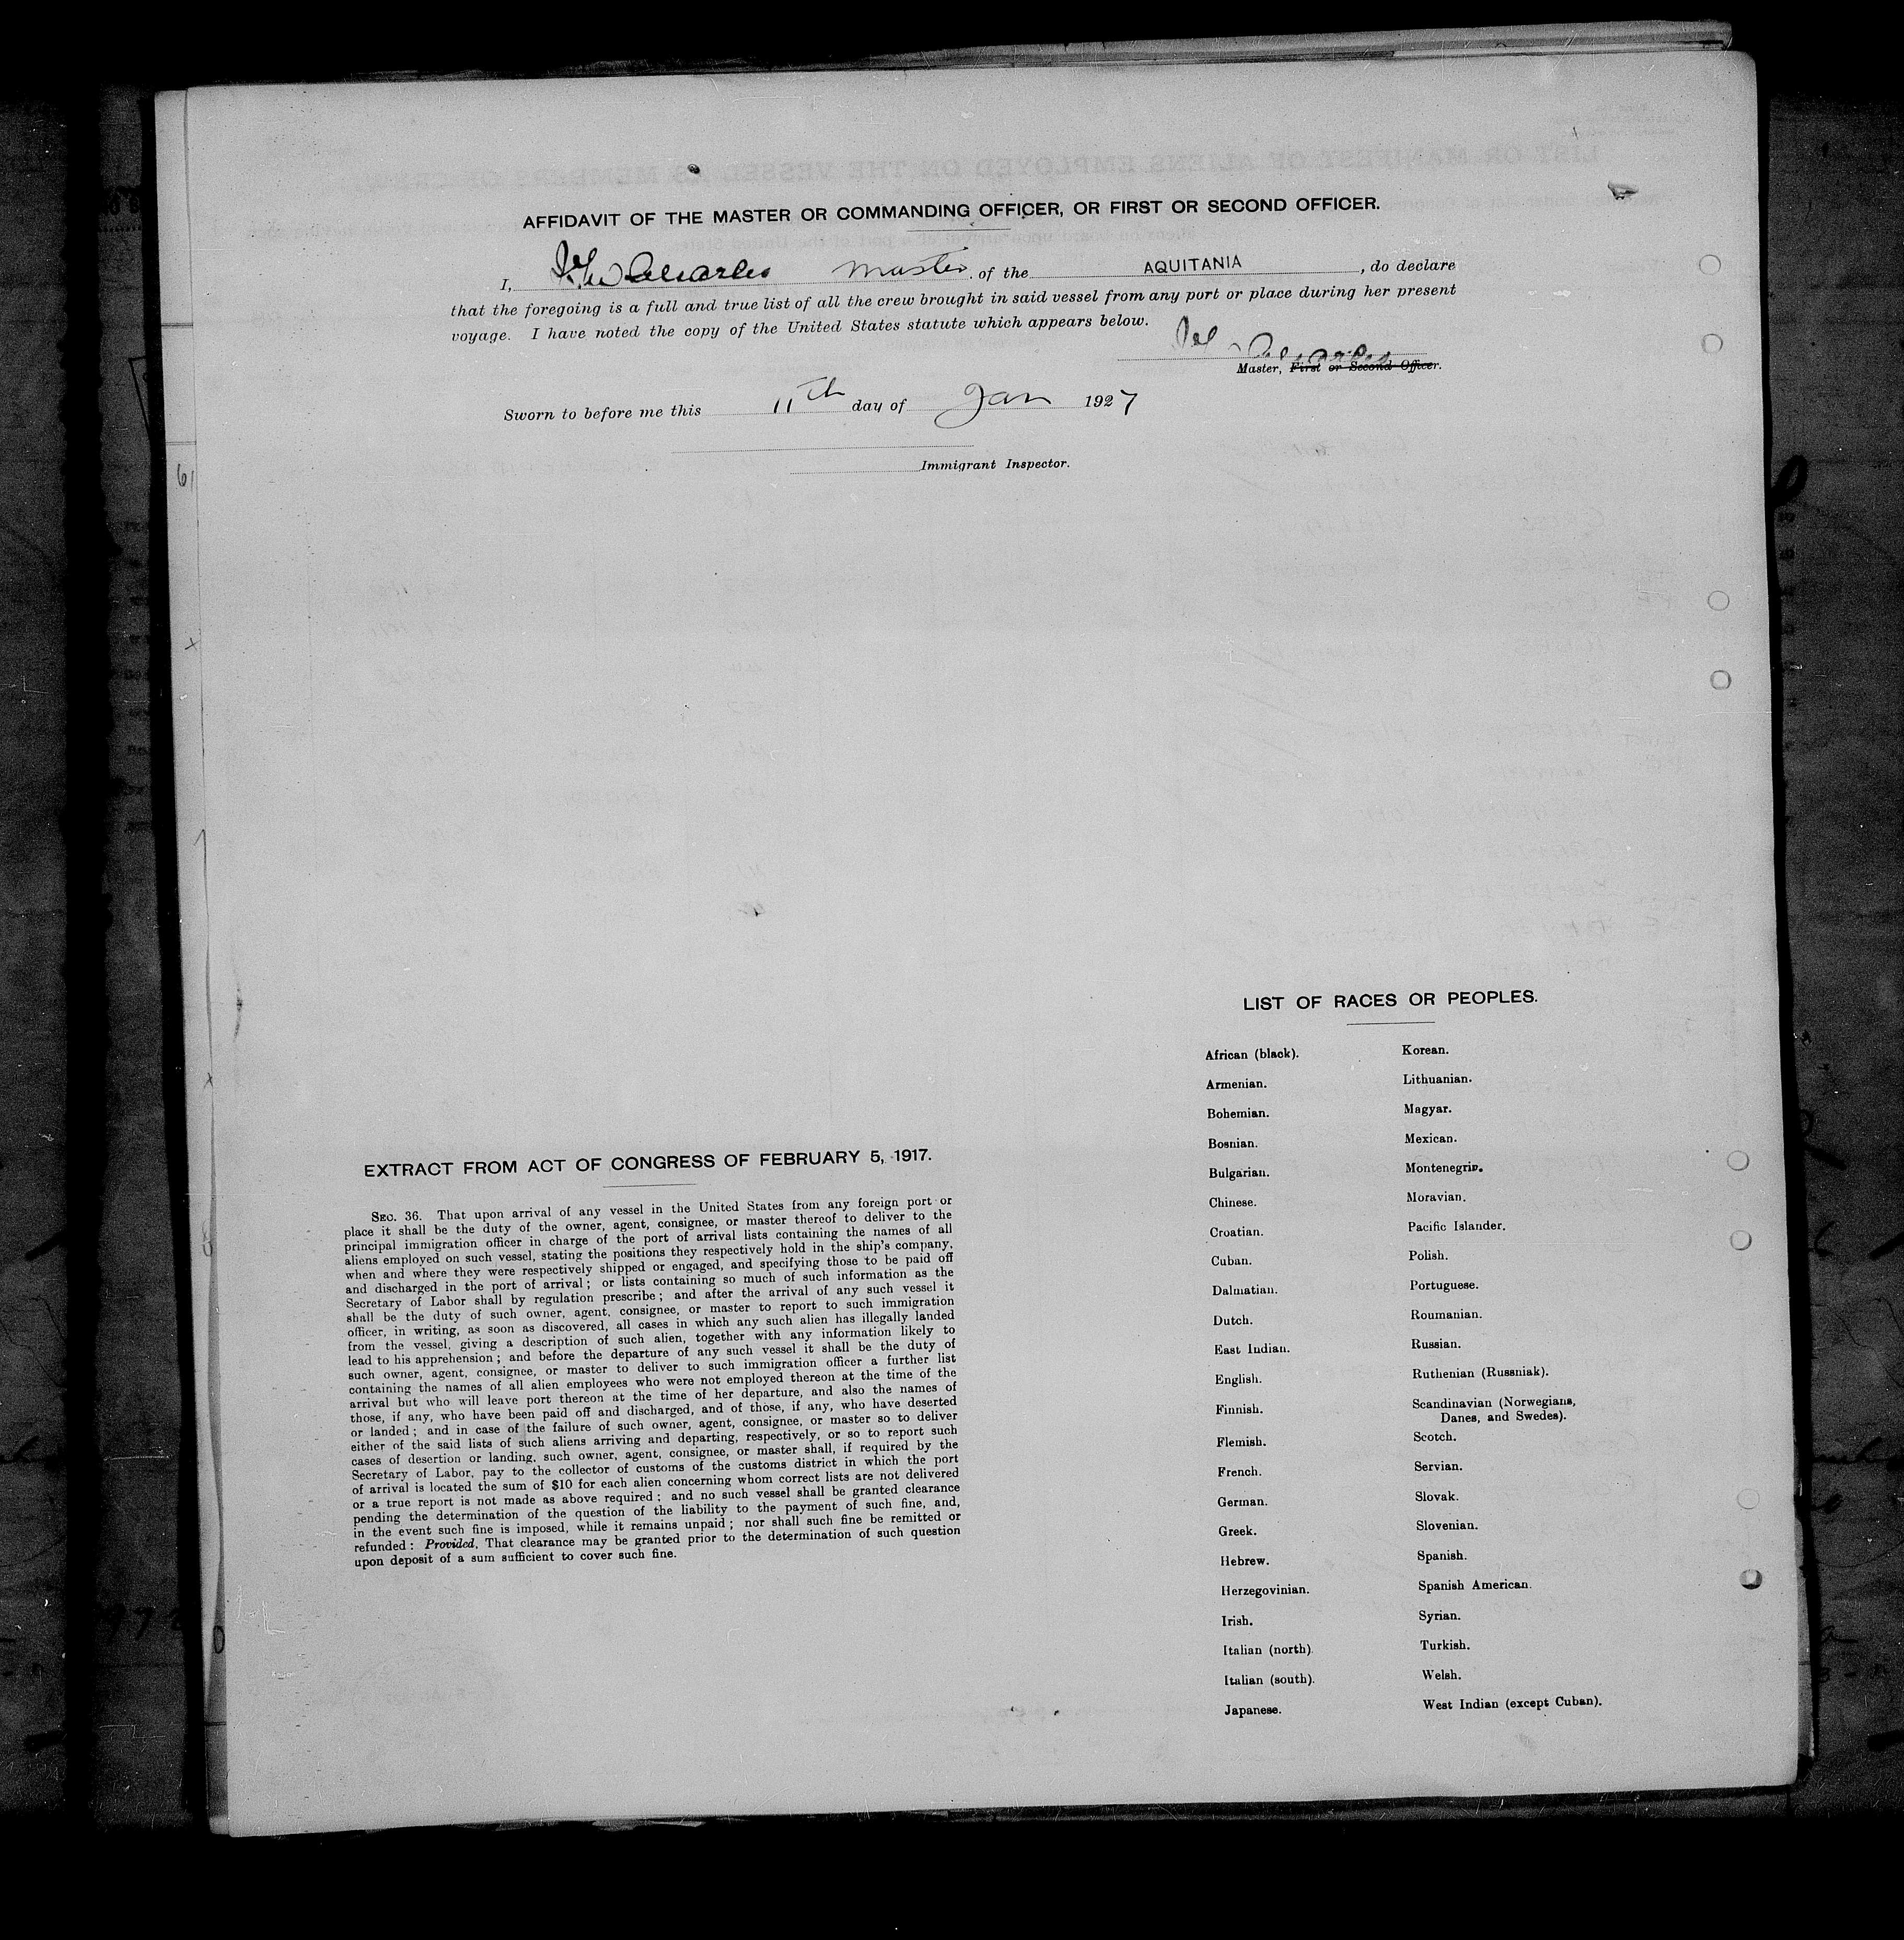 AFFIDAVIT OF THE MASTER OR COMMANDING OFFICER, OR FIRST OR SECOND OFFICER.
I, Charles Master of the AQUITANIA, do declare
that the foregoing is a full and true list of all the crew brought in said vessel from any port or place during her present
voyage. I have noted the copy of the United States statute which appears below.
Charles
Master, First or Second Officer.
Sworn to before me this 11th day of Jan 1927
Immigrant Inspector.
61
EXTRACT FROM ACT OF CONGRESS OF FEBRUARY 5, 1917.
SEC. 36. That upon arrival of any vessel in the United States from any foreign port or
place it shall be the duty of the owner, agent, consignee, or master thereof to deliver to the
principal immigration officer in charge of the port of arrival lists containing the names of all
aliens employed on such vessel, stating the positions they respectively hold in the ship's company,
when and where they were respectively shipped or engaged, and specifying those to be paid off
and discharged in the port of arrival; or lists containing so much of such information as the
Secretary of Labor shall by regulation prescribe; and after the arrival of any such vessel it
shall be the duty of such owner, agent, consignee, or master to report to such immigration
officer, in writing, as soon as discovered, all cases in which any such alien has illegally landed
from the vessel, giving a description of such alien, together with any information likely to
lead to his apprehension; and before the departure of any such vessel it shall be the duty of
such owner, agent, consignee, or master to deliver to such immigration officer a further list
containing the names of all alien employees who were not employed thereon at the time of the
arrival but who will leave port thereon at the time of her departure, and also the names of
those, if any, who have been paid off and discharged, and of those, if any, who have deserted
or landed; and in case of the failure of such owner, agent, consignee, or master so to deliver
either of the said lists of such aliens arriving and departing, respectively, or so to report such
cases of desertion or landing, such owner, agent, consignee, or master shall, if required by the
Secretary of Labor, pay to the collector of customs of the customs district in which the port
of arrival is located the sum of $10 for each alien concerning whom correct lists are not delivered
or a true report is not made as above required; and no such vessel shall be granted clearance
pending the determination of the question of the liability to the payment of such fine, and,
in the event such fine is imposed, while it remains unpaid; nor shall such fine be remitted or
refunded: Provided, That clearance may be granted prior to the determination of such question
upon deposit of a sum sufficient to cover such fine.
LIST OF RACES OR PEOPLES.
African (black).
Armenian.
Bohemian.
Bosnian.
Bulgarian.
Chinese.
Croatian.
Cuban.
Dalmatian.
Dutch.
East Indian.
English.
Finnish.
Flemish.
French.
German.
Greek.
Hebrew.
Herzegovinian.
Irish.
Italian (north).
Italian (south).
Japanese.
Korean.
Lithuanian.
Magyar.
Mexican.
Montenegrin.
Moravian.
Pacific Islander.
Polish.
Portuguese.
Roumanian.
Russian.
Ruthenian (Russniak).
Scandinavian (Norwegians,
Danes, and Swedes).
Scotch.
Servian.
Slovak.
Slovenian.
Spanish.
Spanish American.
Syrian.
Turkish.
Welsh.
West Indian (except Cuban).